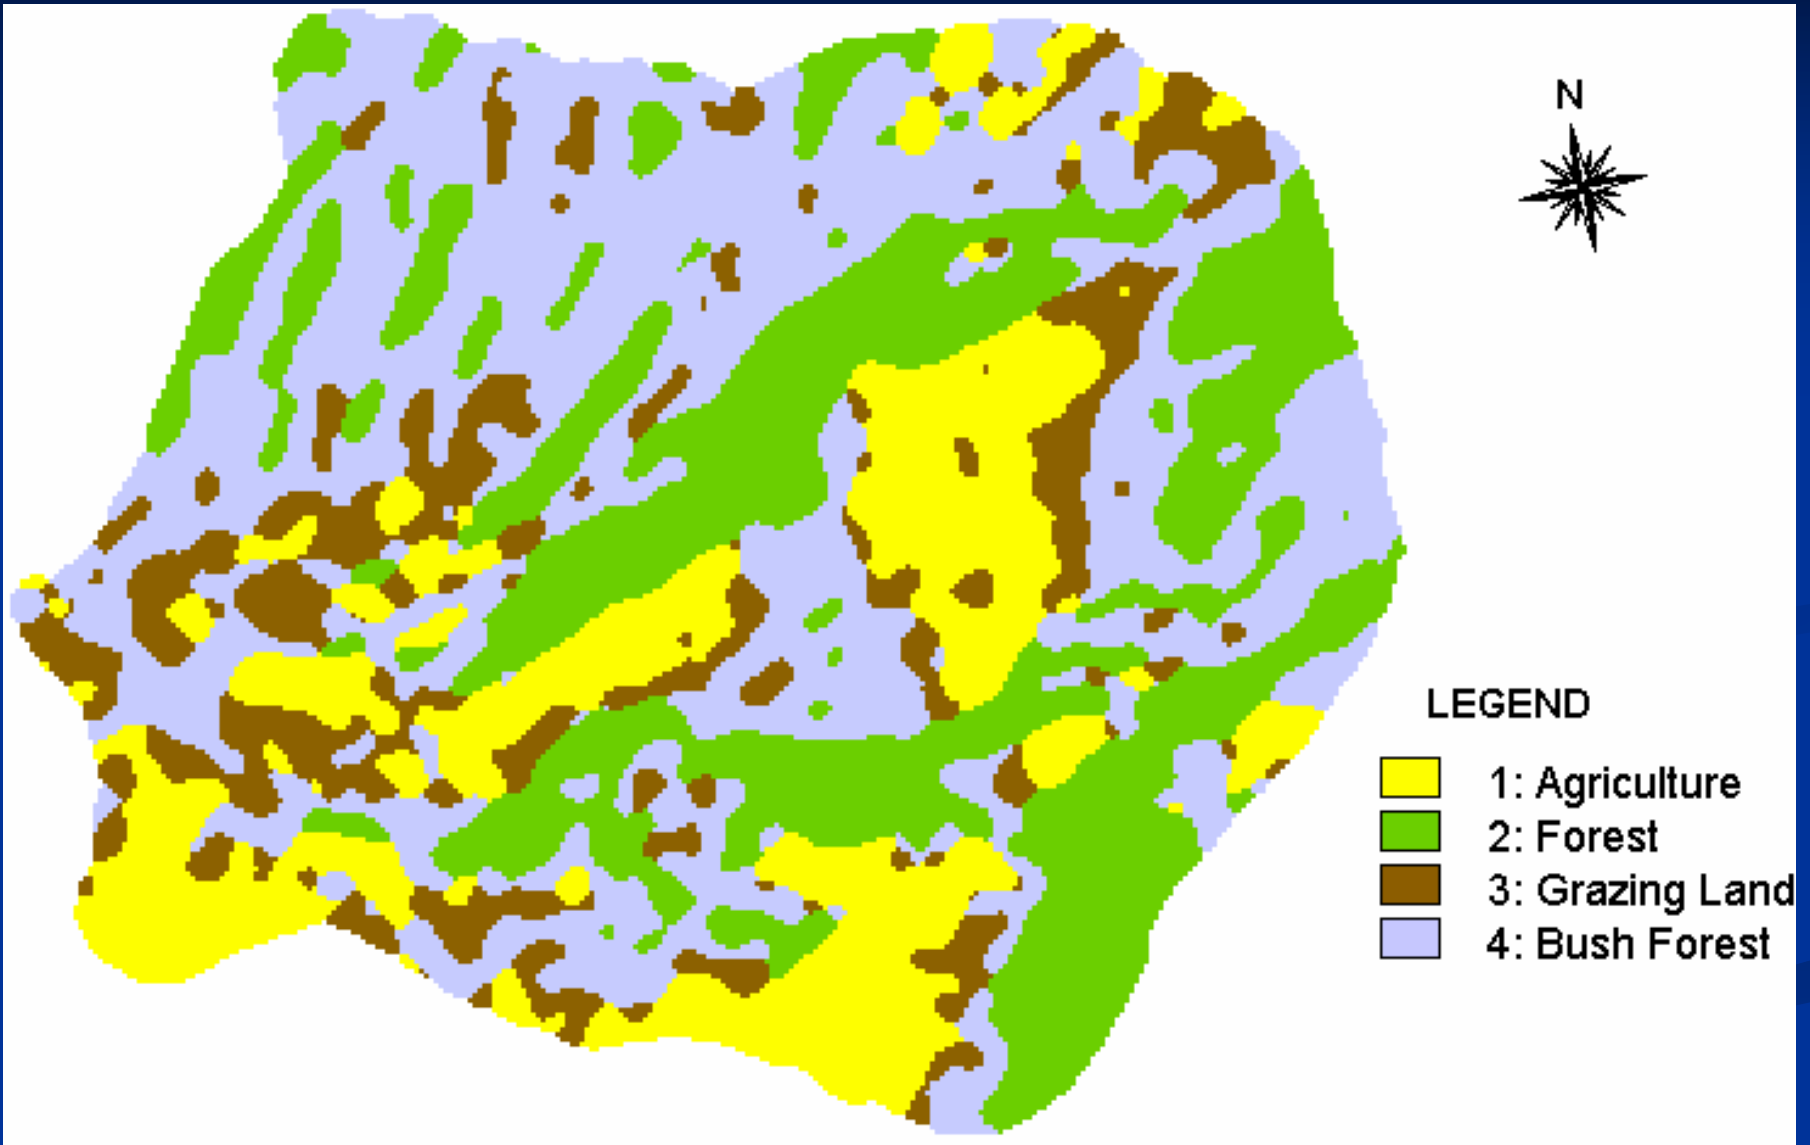 N
LEGEND
1: Agriculture
2: Forest
3: Grazing Land
4: Bush Forest